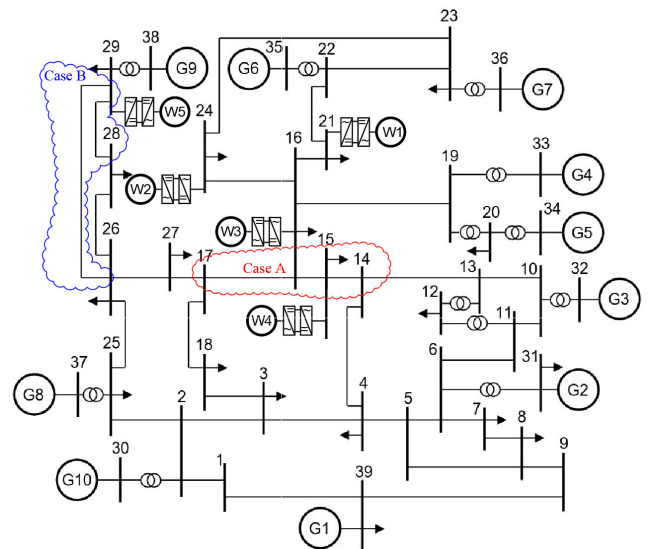 23
29 38 35 22
G9 G6 36
Case B G7
W5 24 21 W1
28 16 19 33
W2 G4
W3 20 34
26 27 17 15 14 G5
Case A 13 10 32
12 11 G3
W4
25 18 6 31
37 3 4 G2
G8 2 5 7 8 9
30 1 39
G10
G1